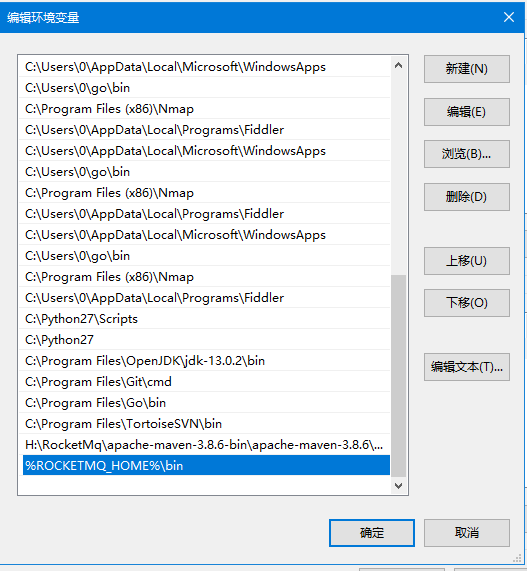 编辑环境变量
C:\Users\0\AppData\Local\Microsoft\WindowsApps
C:\Users\0\go\bin
C:\Program Files (x86)\Nmap
C:\Users\0\AppData\Local\Programs\Fiddler
C:\Users\0\AppData\Local\Microsoft\WindowsApps
C:\Users\0\go\bin
C:\Program Files (x86)\Nmap
C:\Users\0\AppData\Local\Programs\Fiddler
C:\Users\0\AppData\Local\Microsoft\WindowsApps
C:\Users\0\go\bin
C:\Program Files (x86)\Nmap
C:\Users\0\AppData\Local\Programs\Fiddler
C:\Python27\Scripts
C:\Python27
C:\Program Files\OpenJDK\jdk-13.0.2\bin
C:\Program Files\Git\cmd
C:\Program Files\Go\bin
C:\Program Files\TortoiseSVN\bin
H:\RocketMq\apache-maven-3.8.6-bin\apache-maven-3.8.6\...
%ROCKETMQ_HOME%\bin
新建(N)
编辑(E)
浏览(B)...
删除(D)
上移(U)
下移(O)
编辑文本(T)...
确定
取消